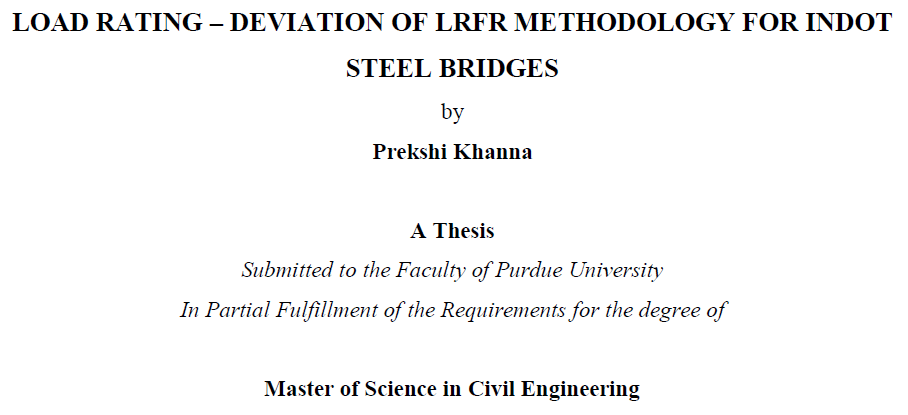 LOAD RATING – DEVIATION OF LRFR METHODOLOGY FOR INDOT
STEEL BRIDGES
by
Prekshi Khanna
A Thesis
Submitted to the Faculty of Purdue University
In Partial Fulfillment of the Requirements for the degree of
Master of Science in Civil Engineering